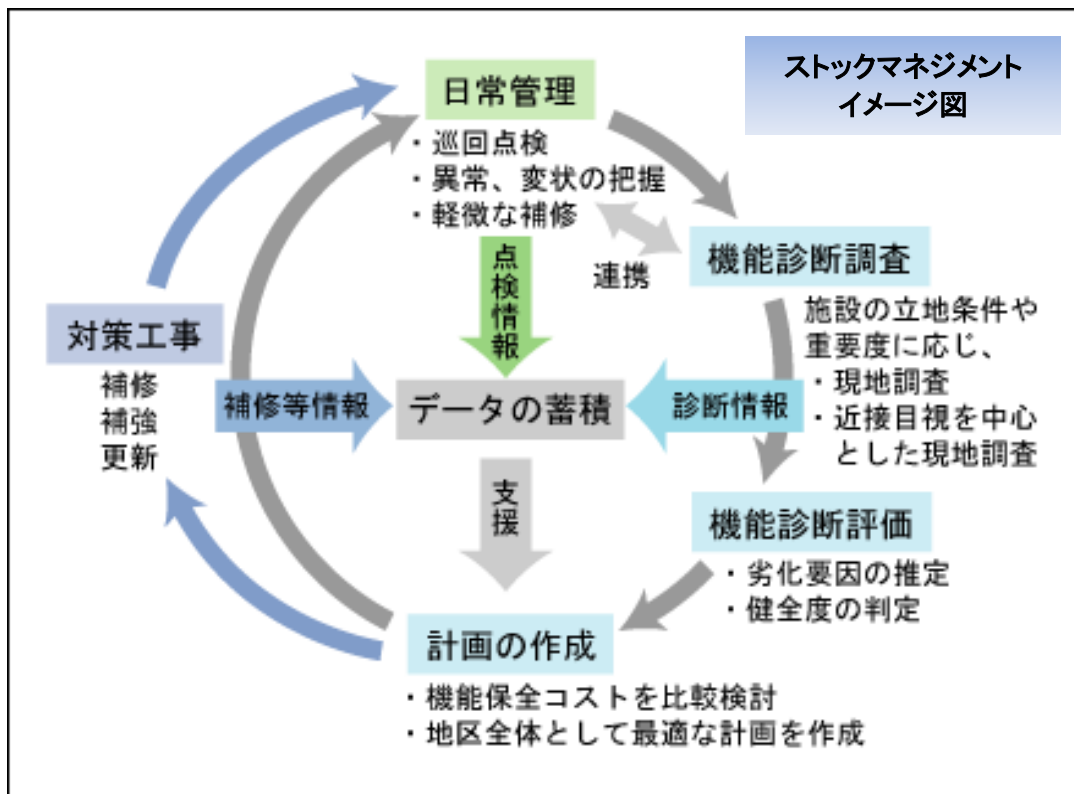 ストックマネジメント
イメージ図
日常管理
・巡回点検
・異常、変状の把握
・軽微な補修
点検情報
連携
機能診断調査
施設の立地条件や
重要度に応じ、
・現地調査
・近接目視を中心
とした現地調査
対策工事
補修
補強
更新
補修等情報
データの蓄積
診断情報
支援
機能診断評価
・劣化要因の推定
・健全度の判定
計画の作成
・機能保全コストを比較検討
・地区全体として最適な計画を作成